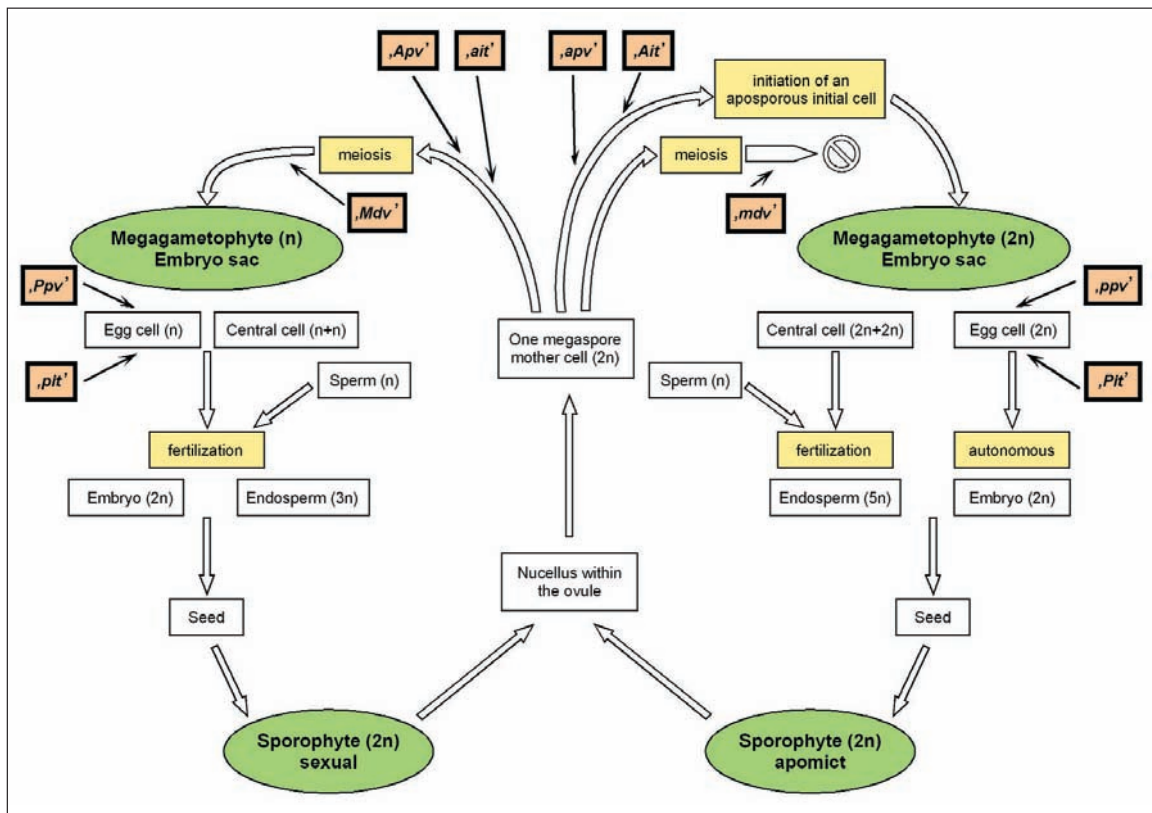 ‚Apv’
‚ait’
‚apv’
‚Ait’
initiation of an
aposporous initial cell
meiosis
meiosis
‚Mdv’
‚mdv’
Megagametophyte (n)
Embryo sac
Megagametophyte (2n)
Embryo sac
‚Ppv’
‚ppv’
Egg cell (n)
Central cell (n+n)
One megaspore
mother cell (2n)
Central cell (2n+2n)
Egg cell (2n)
‚pit’
Sperm (n)
Sperm (n)
‚Pit’
fertilization
fertilization
autonomous
Embryo (2n)
Endosperm (3n)
Endosperm (5n)
Embryo (2n)
Nucellus within
the ovule
Seed
Seed
Sporophyte (2n)
sexual
Sporophyte (2n)
apomict